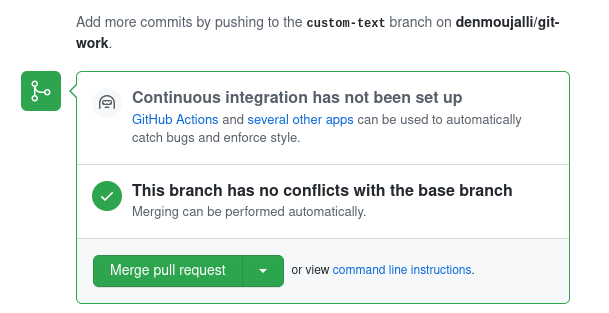 Add more commits by pushing to the custom-text branch on denmoujalli/git-
work.
Continuous integration has not been set up
GitHub Actions and several other apps can be used to automatically
catch bugs and enforce style.
This branch has no conflicts with the base branch
Merging can be performed automatically.
Merge pull request
or view command line instructions.